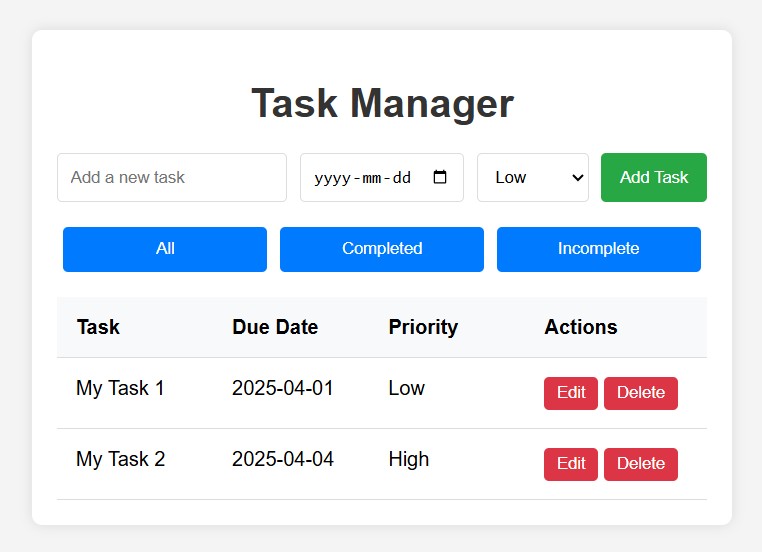 Task Manager
Add a new task yyyy-mm-dd Low Add Task
All Completed Incomplete
Task Due Date Priority Actions
My Task 1 2025-04-01 Low Edit Delete
My Task 2 2025-04-04 High Edit Delete